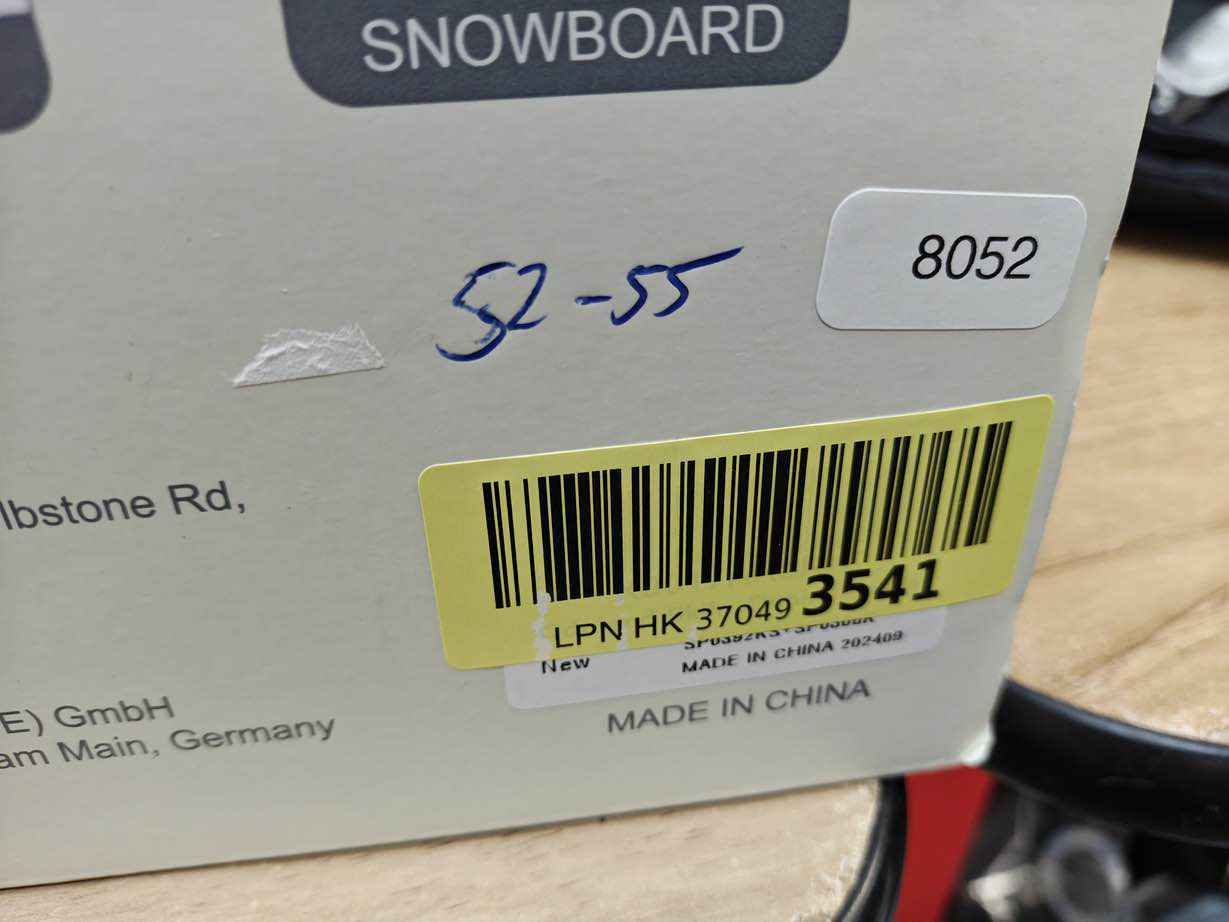 SNOWBOARD
8052
52-55
lbstone Rd,
LPN HK 37049 3541
New
MADE IN CHINA 202409
E) GmbH
am Main, Germany
MADE IN CHINA